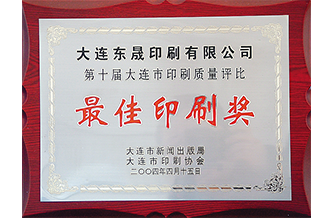 大连东晟印刷有限公司
第十届大连市印刷质量评比
最佳印刷奖
大连市新闻出版局
大连市印刷协会
二〇〇四年四月十五日